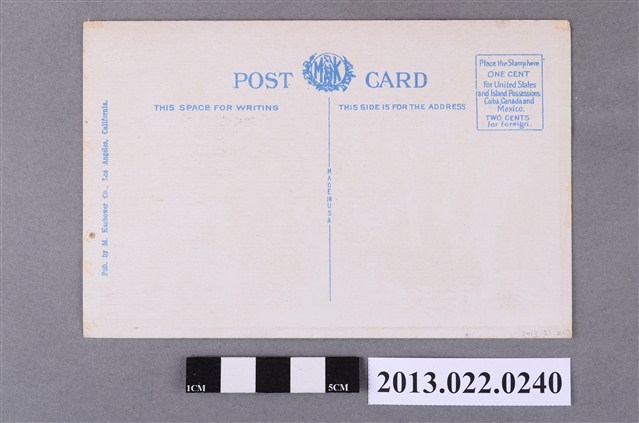 POST CARD
MK
THIS SPACE FOR WRITING
THIS SIDE IS FOR THE ADDRESS
Place the Stamp here
ONE CENT
For United States
and Island Possessions
Cuba, Canada and
Mexico.
TWO CENTS
for foreign.
Pub. by M. Kashower Co., Los Angeles, California.
MADE IN USA
1CM
5CM
2013.022.0240